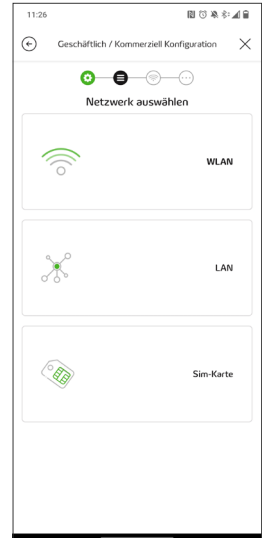 11:26
Geschäftlich / Kommerziell Konfiguration
Netzwerk auswählen
WLAN
LAN
Sim-Karte